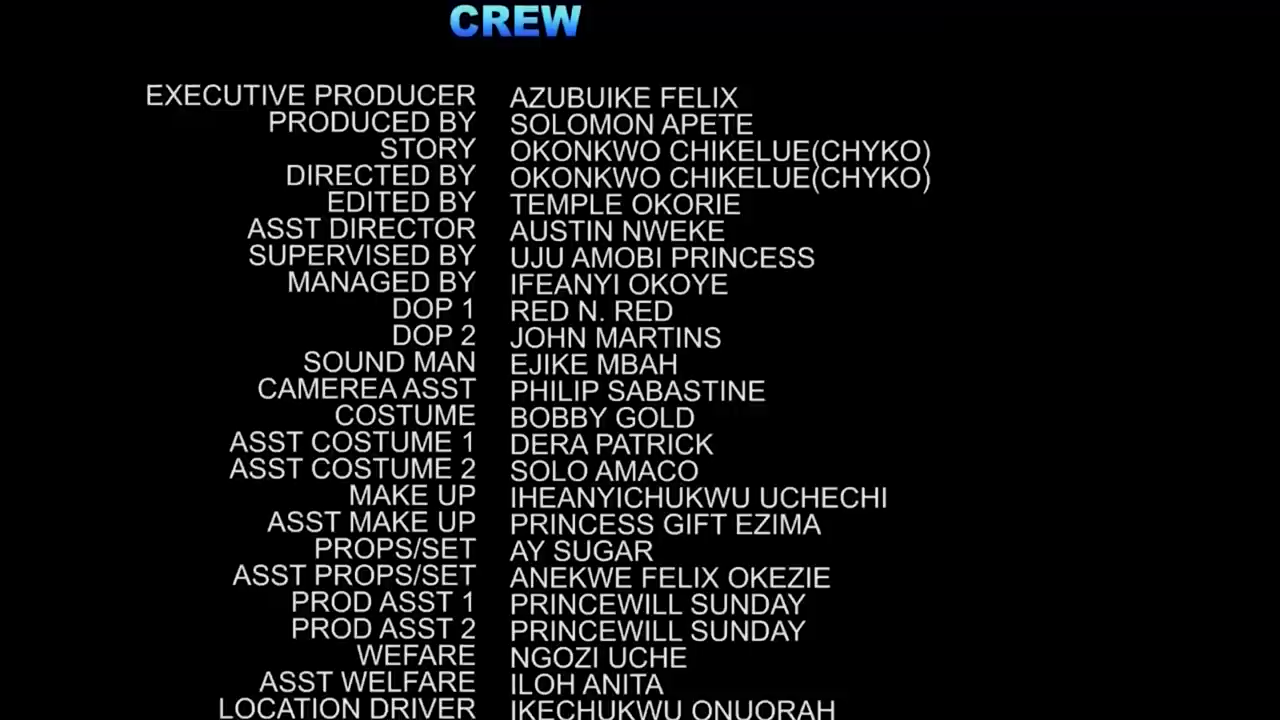 CREW
EXECUTIVE PRODUCER AZUBUIKE FELIX
PRODUCED BY SOLOMON APETE
STORY OKONKWO CHIKELUE(CHYKO)
DIRECTED BY OKONKWO CHIKELUE(CHYKO)
EDITED BY TEMPLE OKORIE
ASST DIRECTOR AUSTIN NWEKE
SUPERVISED BY UJU AMOBI PRINCESS
MANAGED BY IFEANYI OKOYE
DOP 1 RED N. RED
DOP 2 JOHN MARTINS
SOUND MAN EJIKE MBAH
CAMEREA ASST PHILIP SABASTINE
COSTUME BOBBY GOLD
ASST COSTUME 1 DERA PATRICK
ASST COSTUME 2 SOLO AMACO
MAKE UP IHEANYICHUKWU UCHECHI
ASST MAKE UP PRINCESS GIFT EZIMA
PROPS/SET AY SUGAR
ASST PROPS/SET ANEKWE FELIX OKEZIE
PROD ASST 1 PRINCEWILL SUNDAY
PROD ASST 2 PRINCEWILL SUNDAY
WEFARE NGOZI UCHE
ASST WELFARE ILOH ANITA
LOCATION DRIVER IKECHUKWU ONUORAH